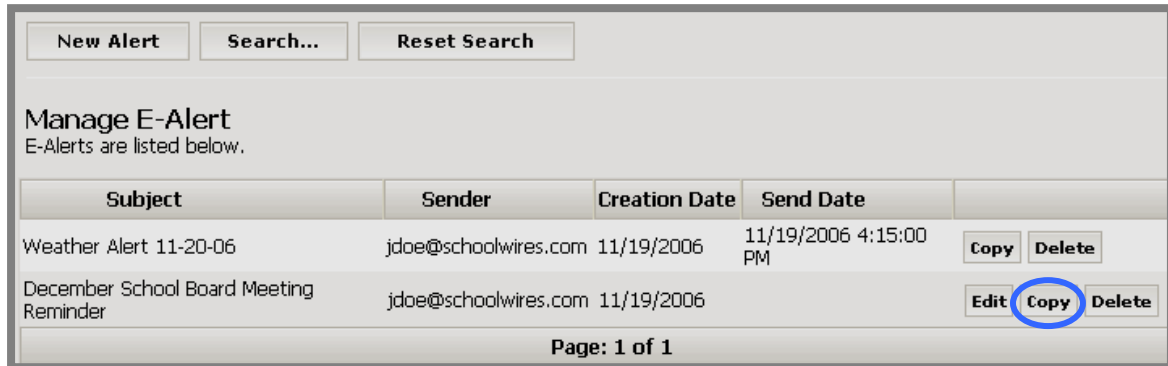 New Alert Search... Reset Search
Manage E-Alert
E-Alerts are listed below.
Subject Sender Creation Date Send Date
Weather Alert 11-20-06 jdoe@schoolwires.com 11/19/2006 11/19/2006 4:15:00
PM Copy Delete
December School Board Meeting
Reminder jdoe@schoolwires.com 11/19/2006 Edit Copy Delete
Page: 1 of 1